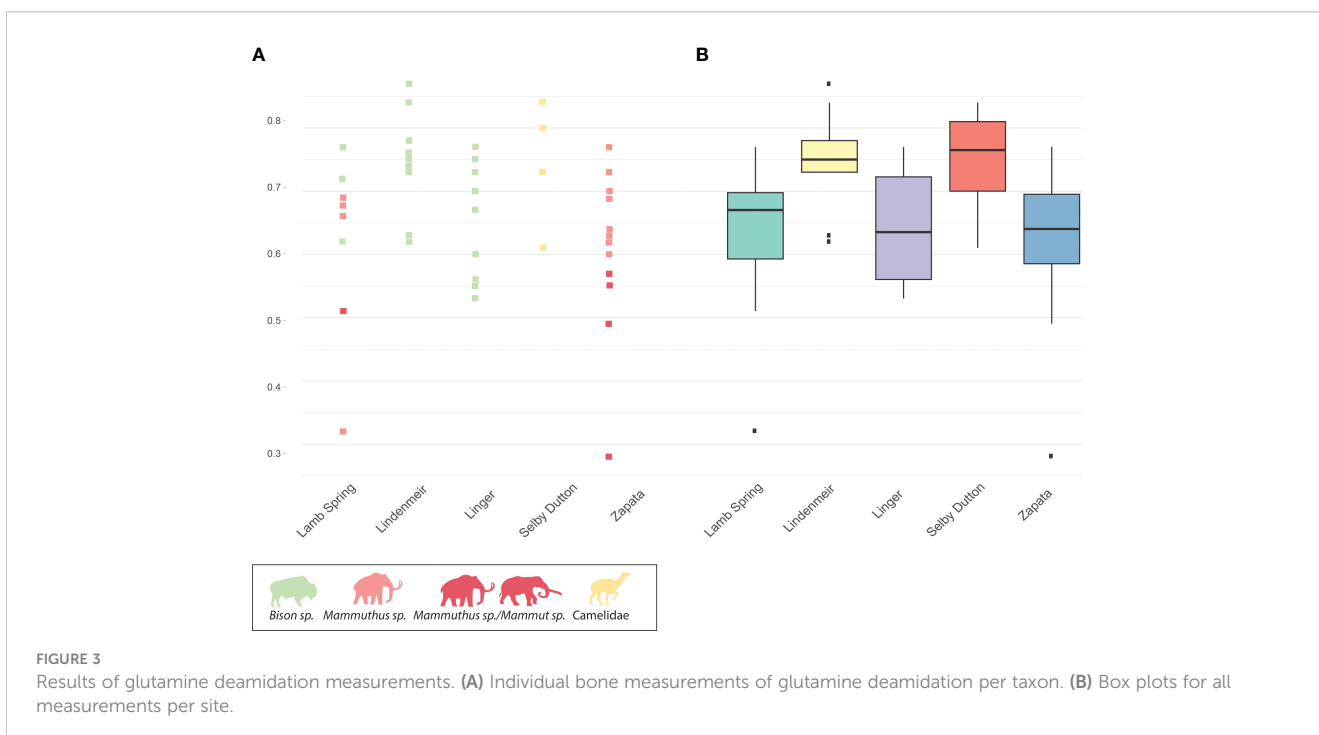 A
B
0.8
0.7
0.6
0.5
0.4
0.3
Lamb Spring
Lindenmeir
Linger
Selby Dutton
Zapata
Lamb Spring
Lindenmeir
Linger
Selby Dutton
Zapata
Bison sp. Mammuthus sp. Mammuthus sp./Mammut sp. Camelidae
FIGURE 3
Results of glutamine deamidation measurements. (A) Individual bone measurements of glutamine deamidation per taxon. (B) Box plots for all
measurements per site.